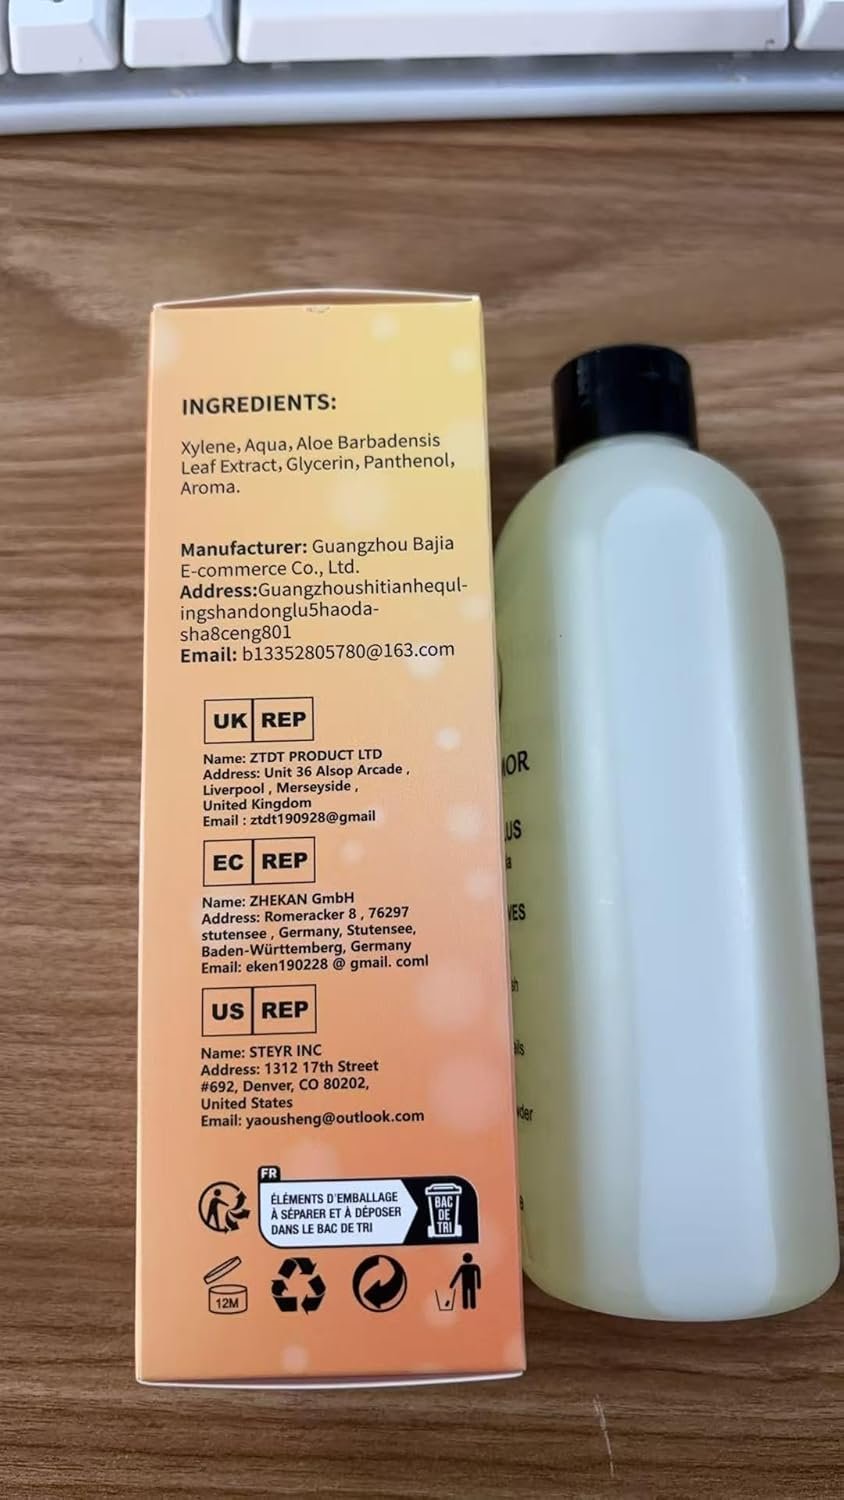 INGREDIENTS:
Xylene, Aqua, Aloe Barbadensis
Leaf Extract, Glycerin, Panthenol,
Aroma.
Manufacturer: Guangzhou Bajia
E-commerce Co., Ltd.
Address:Guangzhoushitianhequl-
ingshandonglu5haoda-
sha8ceng801
Email: b13352805780@163.com
UK REP
Name: ZTDT PRODUCT LTD
Address: Unit 36 Alsop Arcade ,
Liverpool , Merseyside ,
United Kingdom
Email : ztdt190928@gmail
EC REP
Name: ZHEKAN GmbH
Address: Romeracker 8 , 76297
stutensee , Germany, Stutensee,
Baden-Württemberg, Germany
Email: eken190228 @ gmail. coml
US REP
Name: STEYR INC
Address: 1312 17th Street
#692, Denver, CO 80202,
United States
Email: yaousheng@outlook.com
FR
ÉLÉMENTS D'EMBALLAGE
À SÉPARER ET À DÉPOSER
DANS LE BAC DE TRI
BAC
DE
TRI
12M